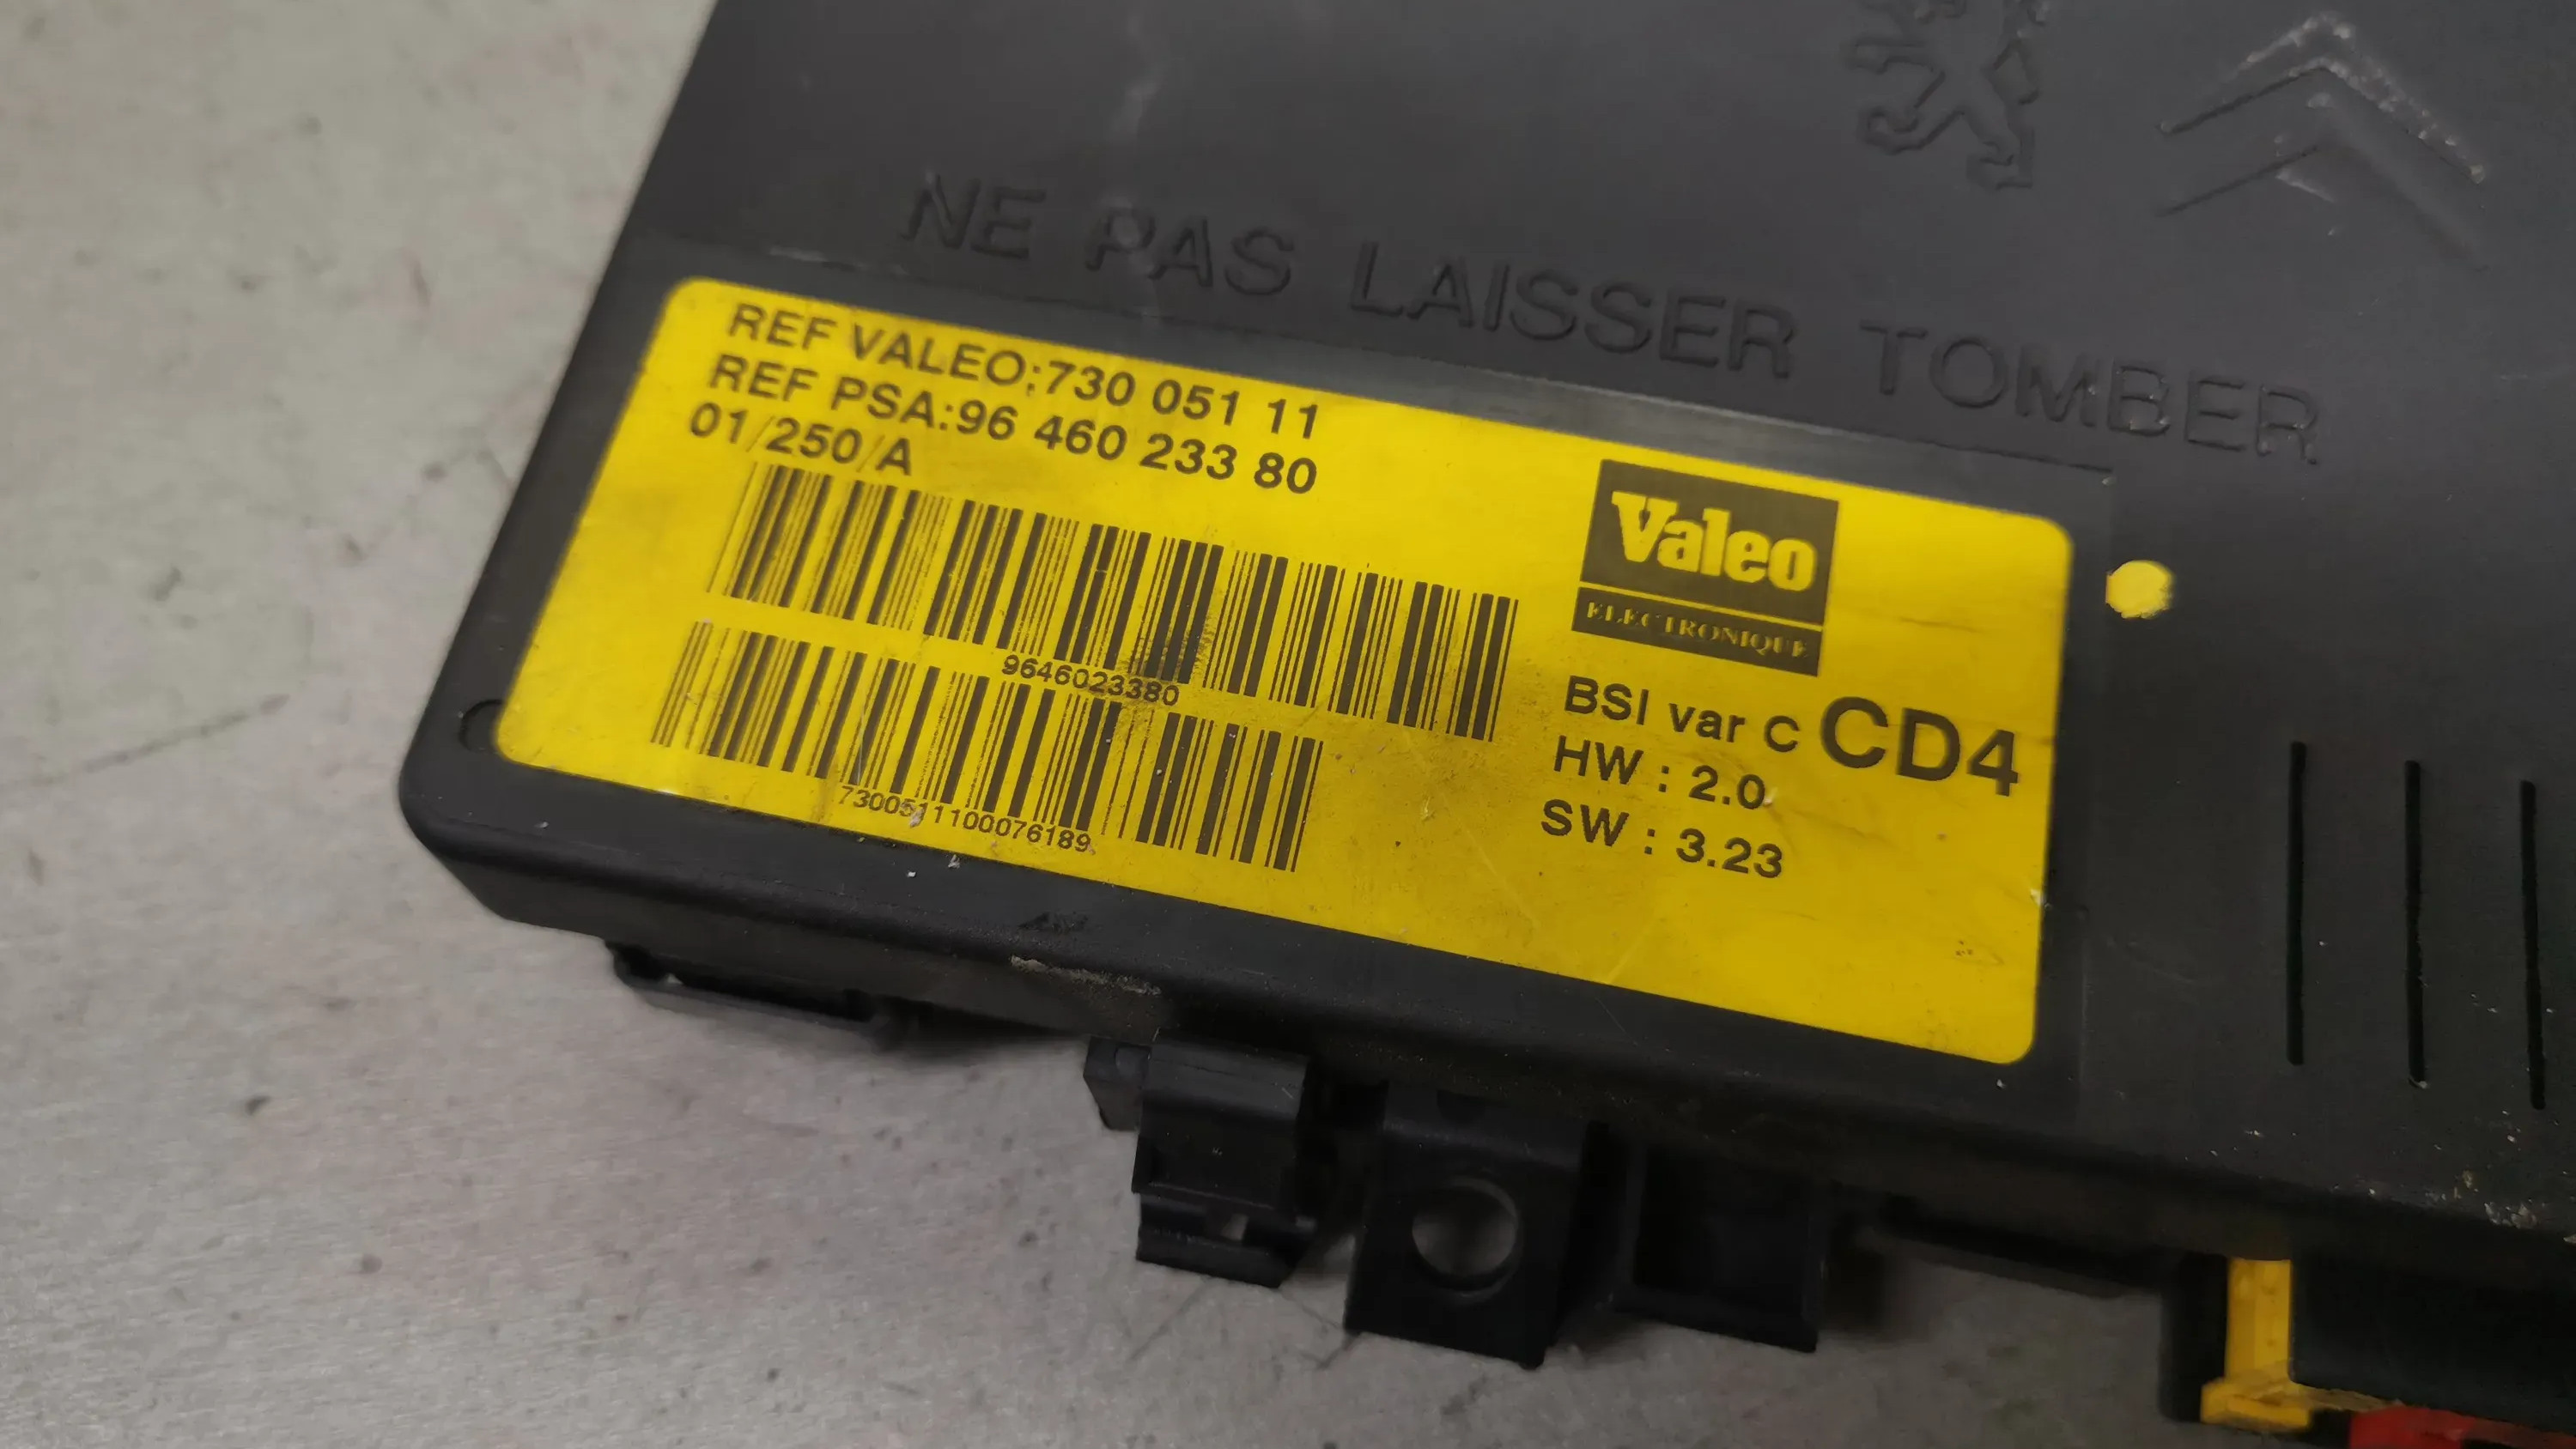 NE PAS LAISSER TOMBER
REF VALEO:730 051 11
REF PSA:96 460 233 80
01/250/A
9646023380
7300511100076189
Valeo
ELECTRONIQUE
BSI var C CD4
HW : 2.0
SW : 3.23